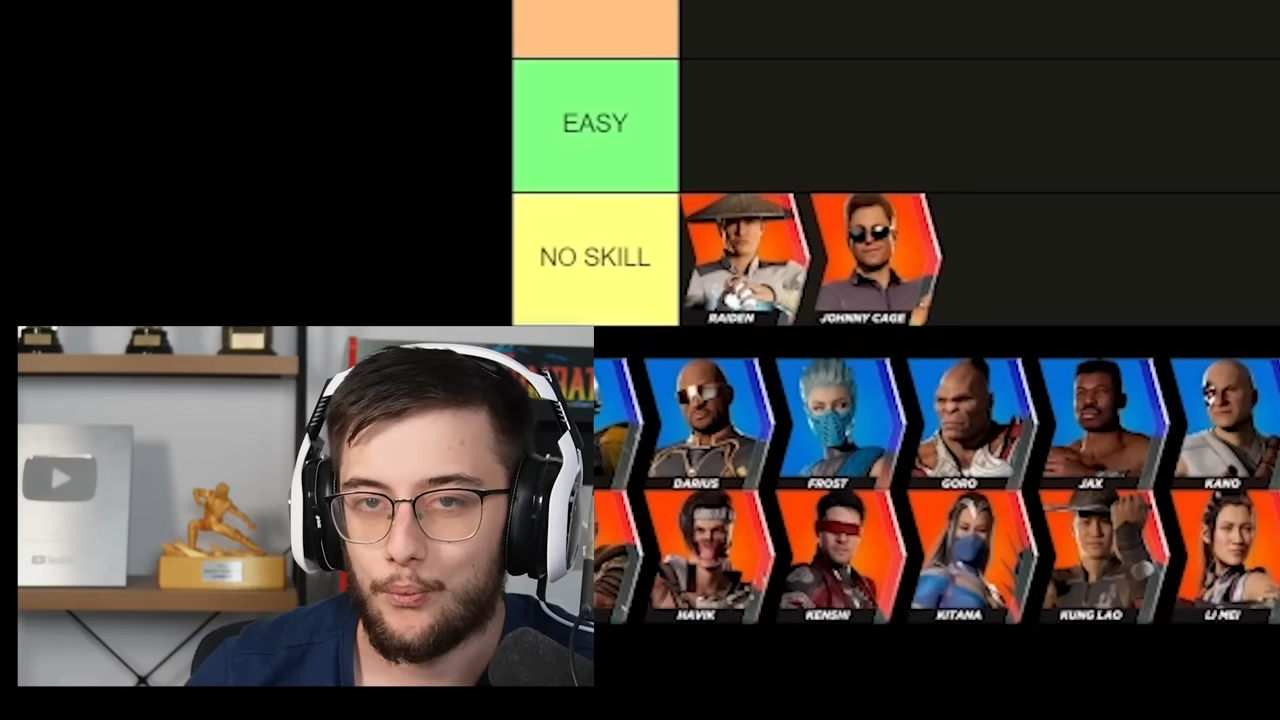 EASY
NO SKILL
RAIDEN
JOHNNY CAGE
DARIUS
FROST
GORO
JAX
KANO
HAVIK
KENSHI
KITANA
KUNG LAO
LI MEI